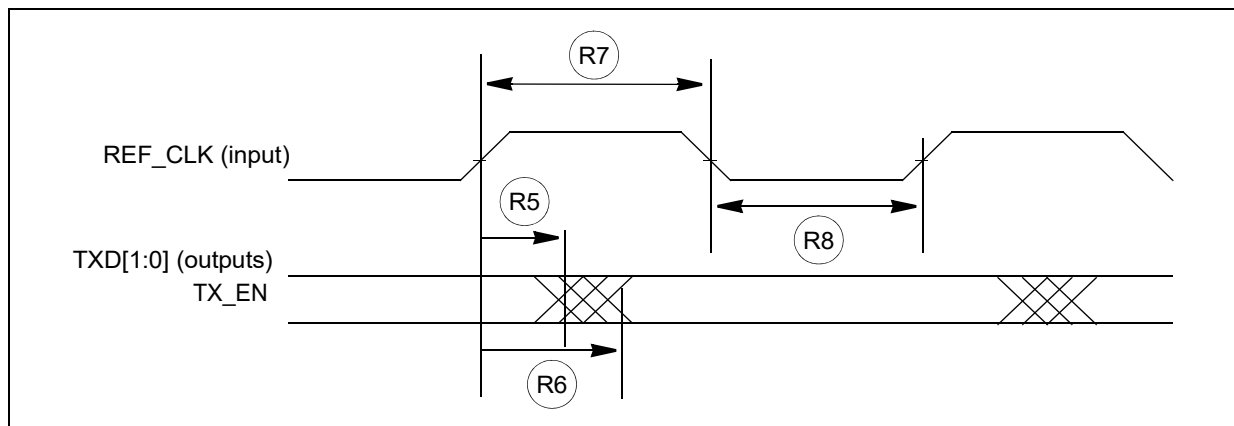 R7
REF_CLK (input)
R5
R8
TXD[1:0] (outputs)
TX_EN
R6